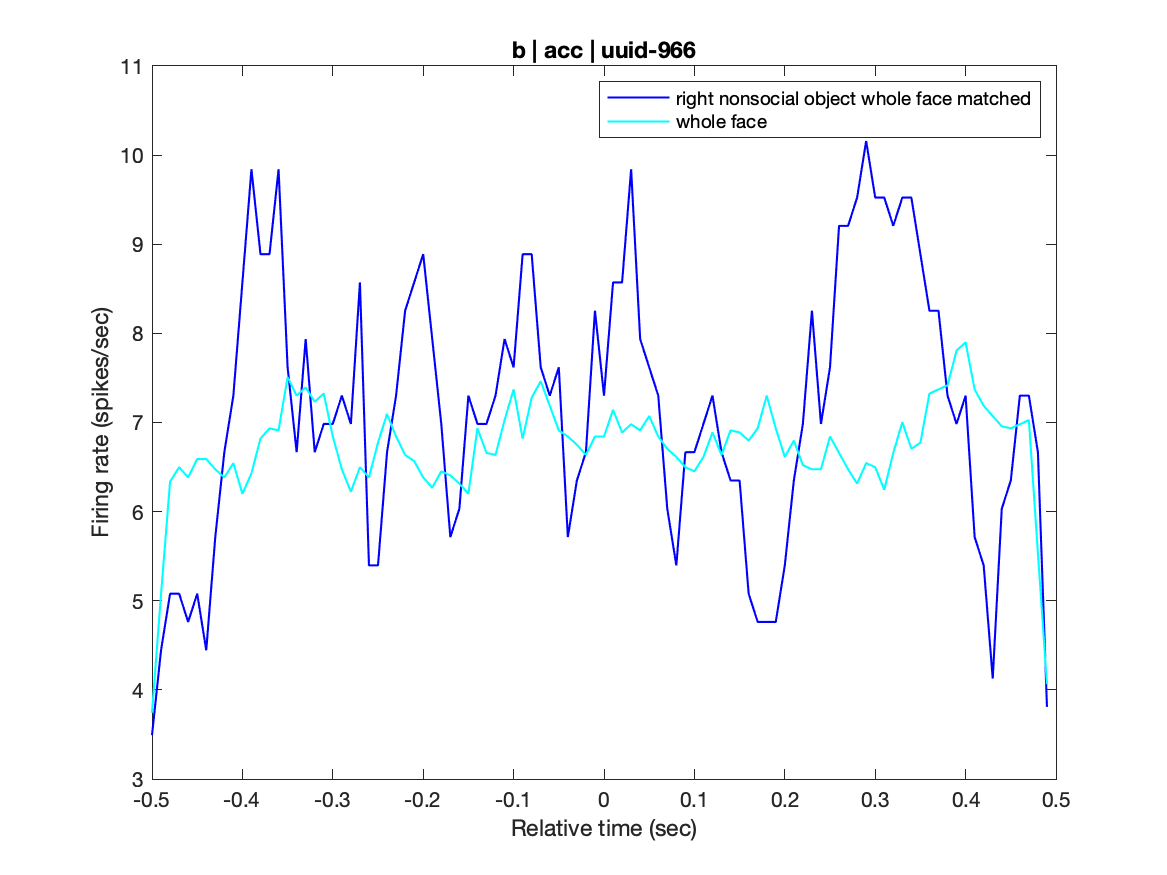 b | acc | uuid-966
right nonsocial object whole face matched
whole face
Firing rate (spikes/sec)
11
10
9
8
7
6
5
4
3
-0.5 -0.4 -0.3 -0.2 -0.1 0 0.1 0.2 0.3 0.4 0.5
Relative time (sec)